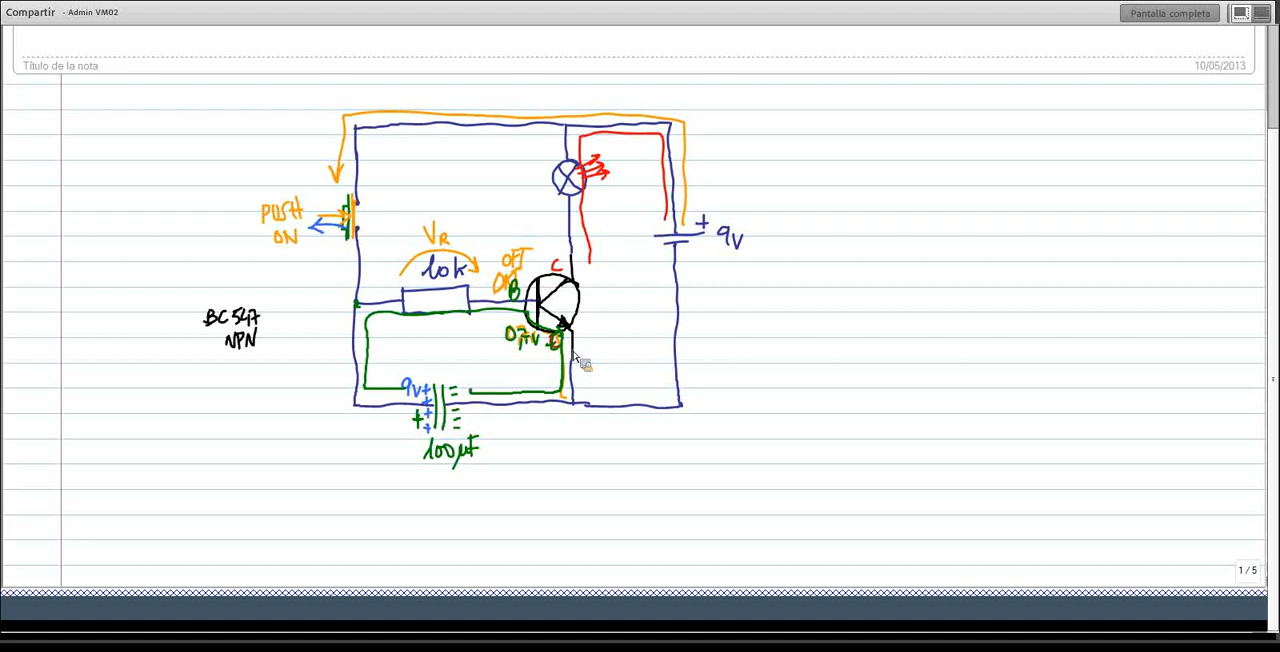 Compartir - Admin VM02
Pantalla completa
Título de la nota
10/05/2013
PUSH
ON
VR
10k
OFF
ON
B
C
+ 9V
BC547
NPN
0,7V
9V+
+
+
+
+
100µF
1 / 5